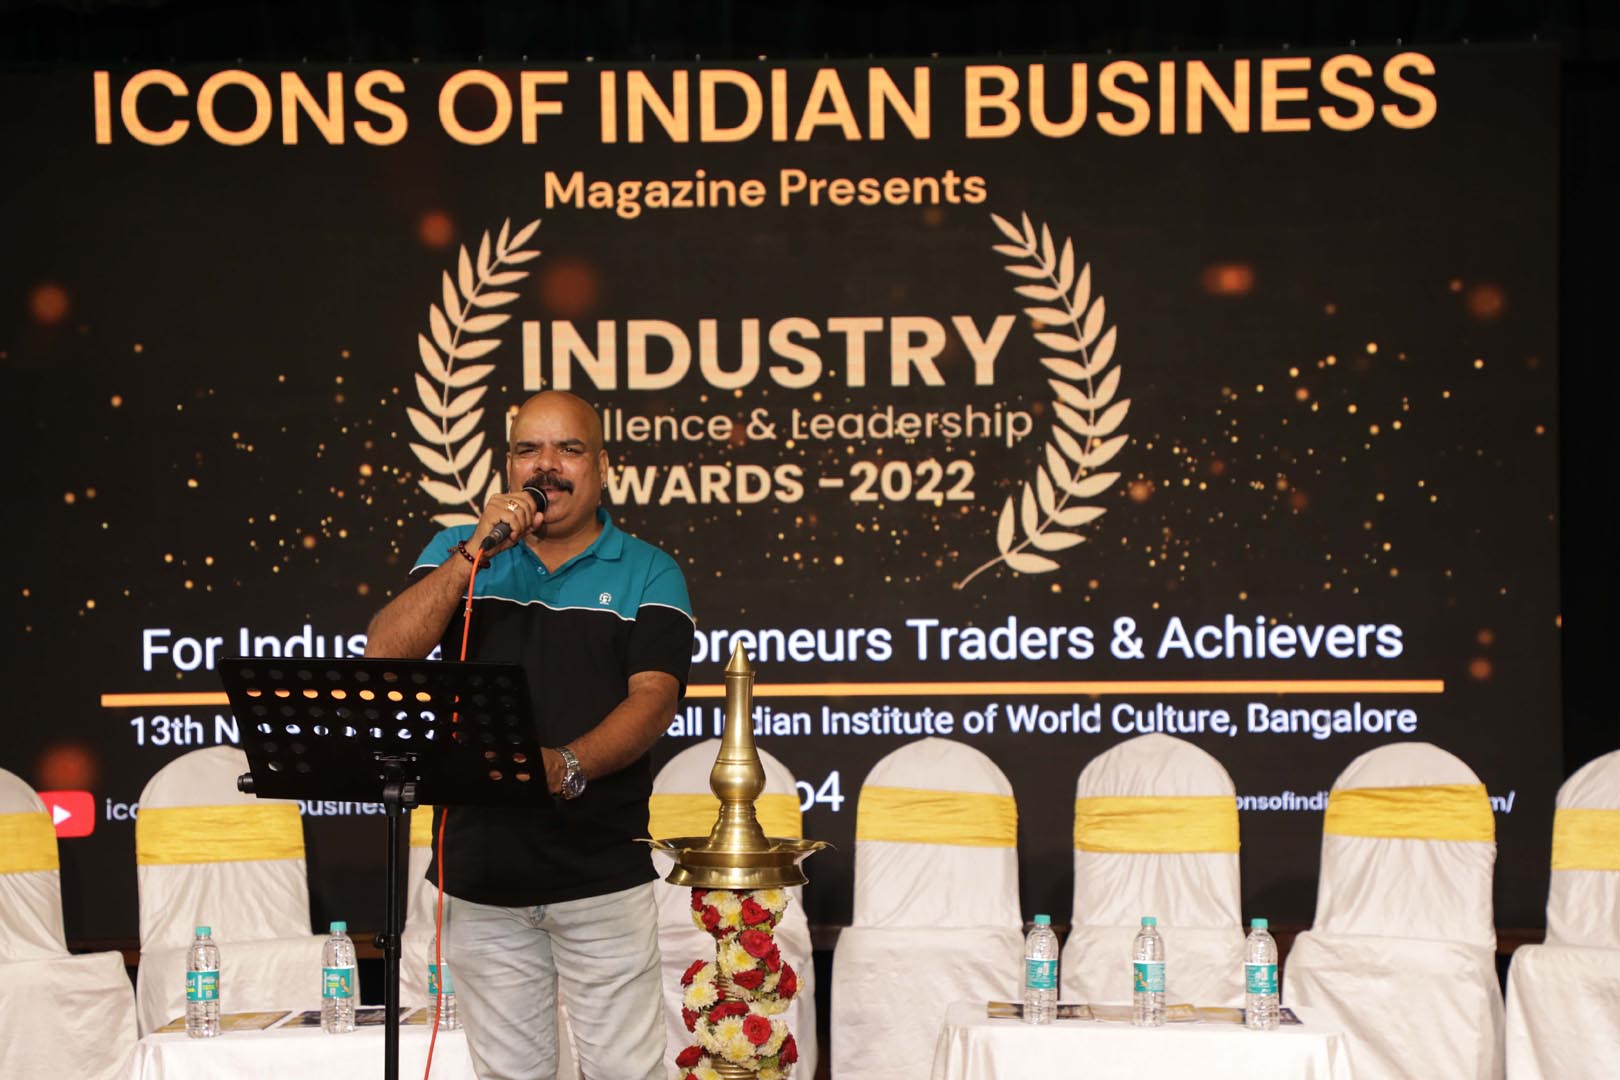 ICONS OF INDIAN BUSINESS
Magazine Presents
INDUSTRY
llence & Leadership
WARDS -2022
For Indus preneurs Traders & Achievers
13th N all Indian Institute of World Culture, Bangalore